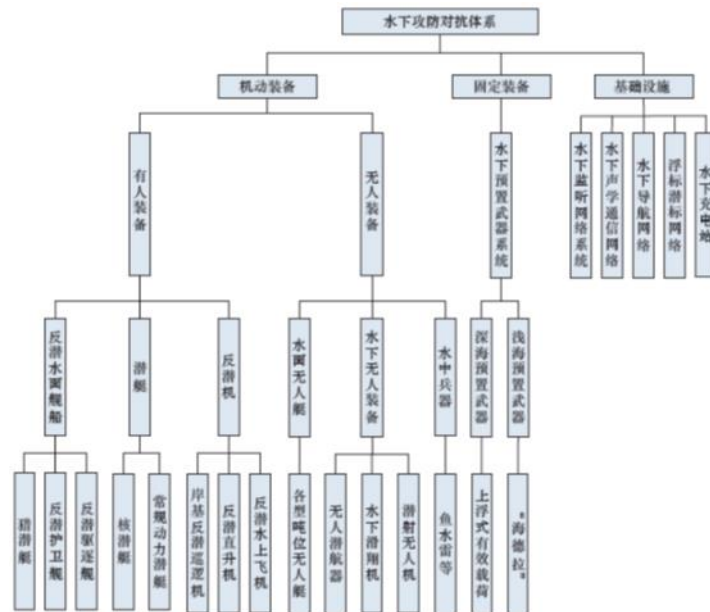 水下攻防对抗体系
机动装备
固定装备
基础设施
有人装备
无人装备
水下预置武器系统
水下监听网络系统
水下声学通信网络
水下导航网络
浮标潜标网络
水下充电站
反潜水面舰船
潜艇
反潜机
水面无人艇
水下无人装备
水中兵器
深海预置武器
浅海预置武器
猎潜艇
反潜护卫舰
反潜驱逐舰
核潜艇
常规动力潜艇
岸基反潜巡逻机
反潜直升机
反潜水上飞机
各型吨位无人艇
无人潜航器
水下滑翔机
潜射无人机
鱼水雷等
上浮式有效载荷
“海德拉”